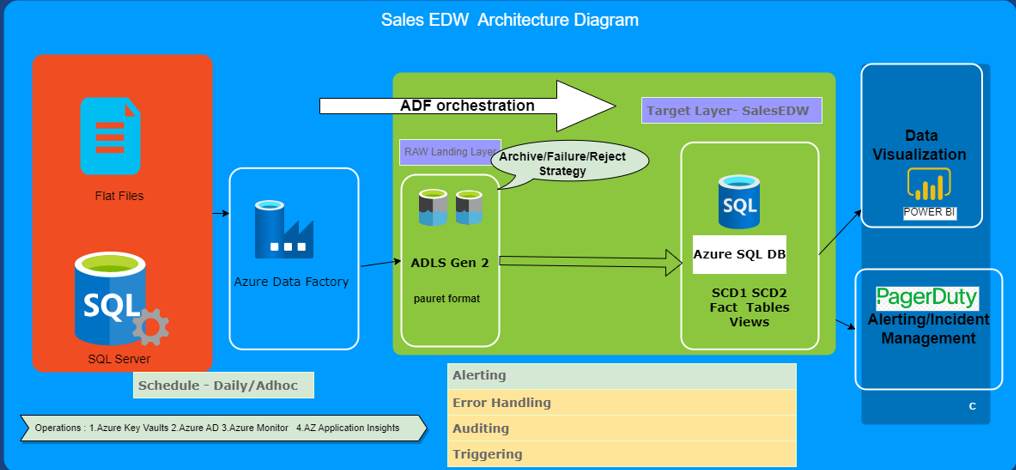 Sales EDW Architecture Diagram
ADF orchestration
Target Layer- SalesEDW
RAW Landing Layer
Archive/Failure/Reject
Strategy
Flat Files
SQL
SQL Server
Azure Data Factory
ADLS Gen 2
pauret format
SQL
Azure SQL DB
SCD1 SCD2
Fact Tables
Views
Data
Visualization
POWER BI
PagerDuty
Alerting/Incident
Management
C
Schedule - Daily/Adhoc
Alerting
Error Handling
Auditing
Triggering
Operations : 1.Azure Key Vaults 2.Azure AD 3.Azure Monitor 4.AZ Application Insights